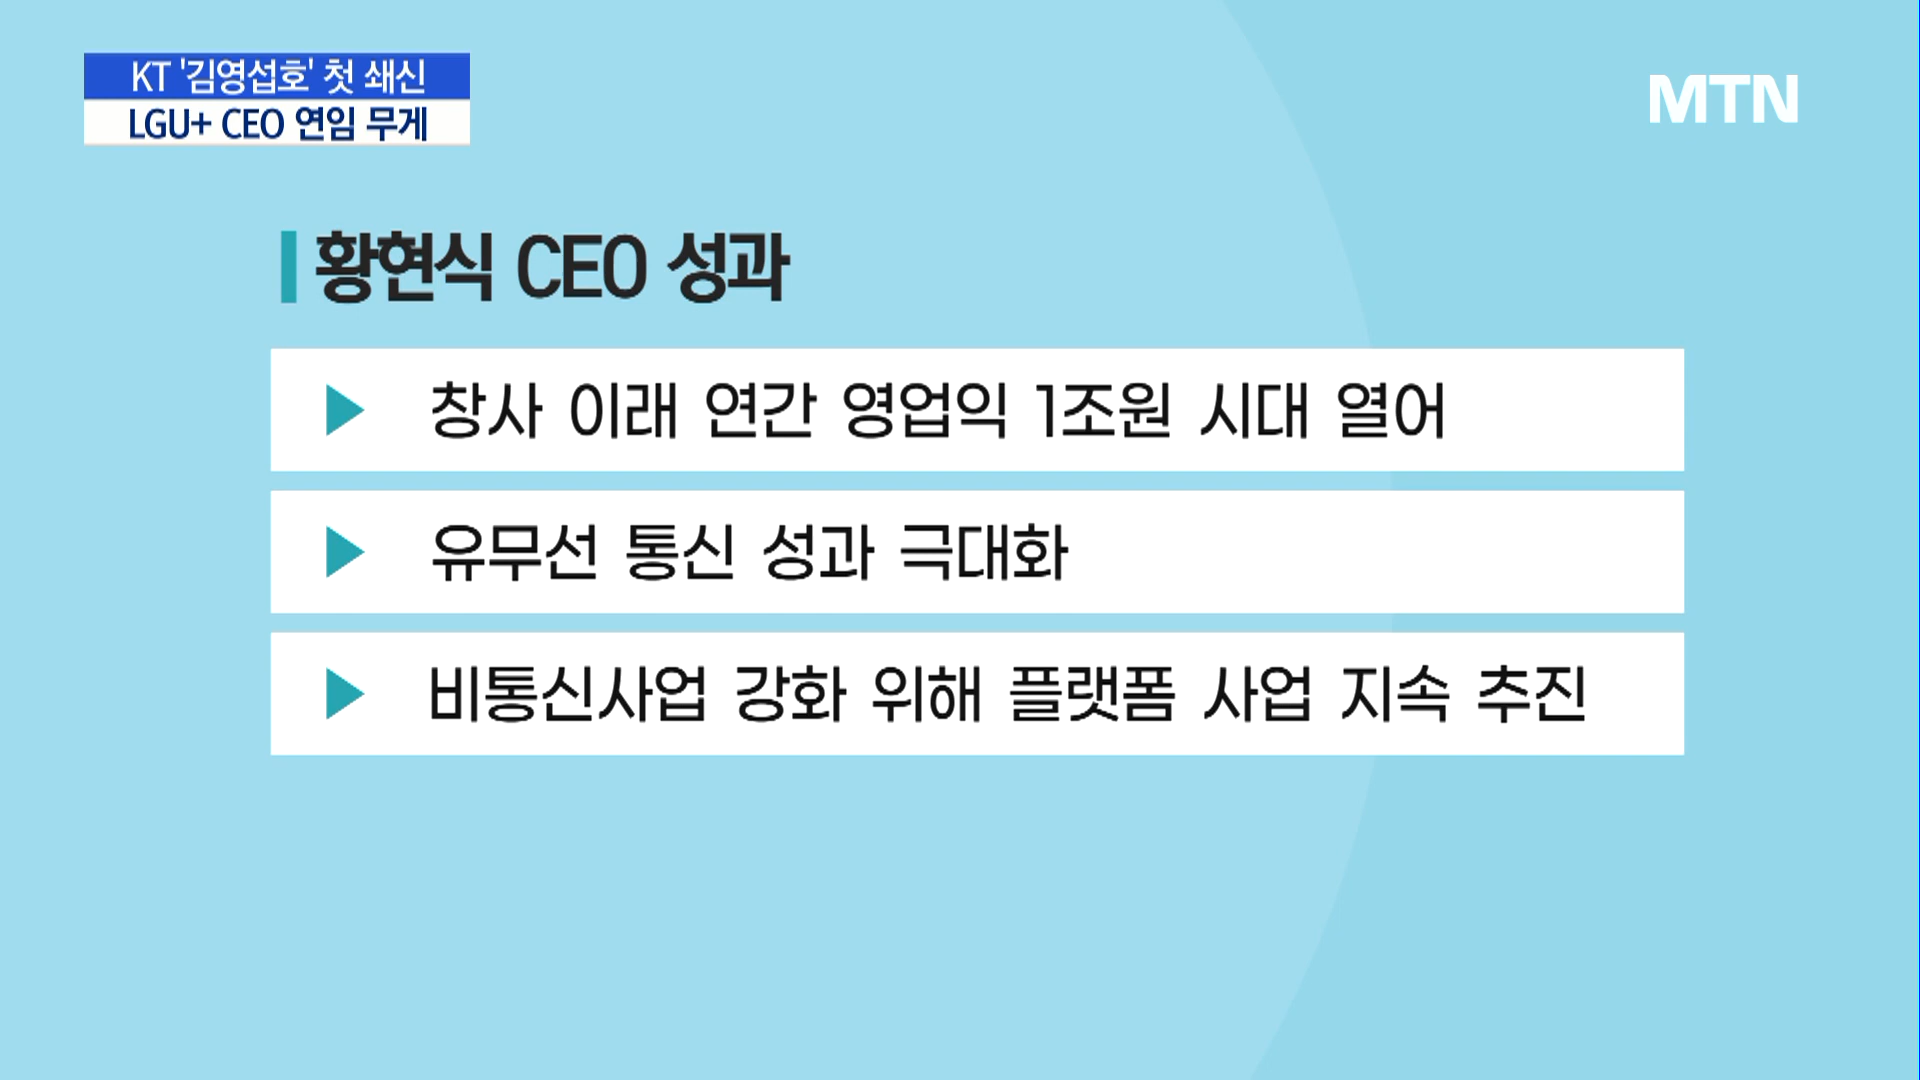 KT '김영섭호' 첫 쇄신
LGU+ CEO 연임 무게
MTN
황현식 CEO 성과
창사 이래 연간 영업익 1조원 시대 열어
유무선 통신 성과 극대화
비통신사업 강화 위해 플랫폼 사업 지속 추진